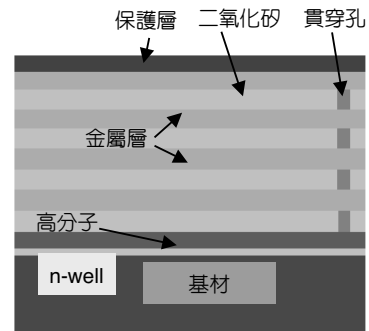 保護層
二氧化矽
貫穿孔
金屬層
高分子
n-well
基材